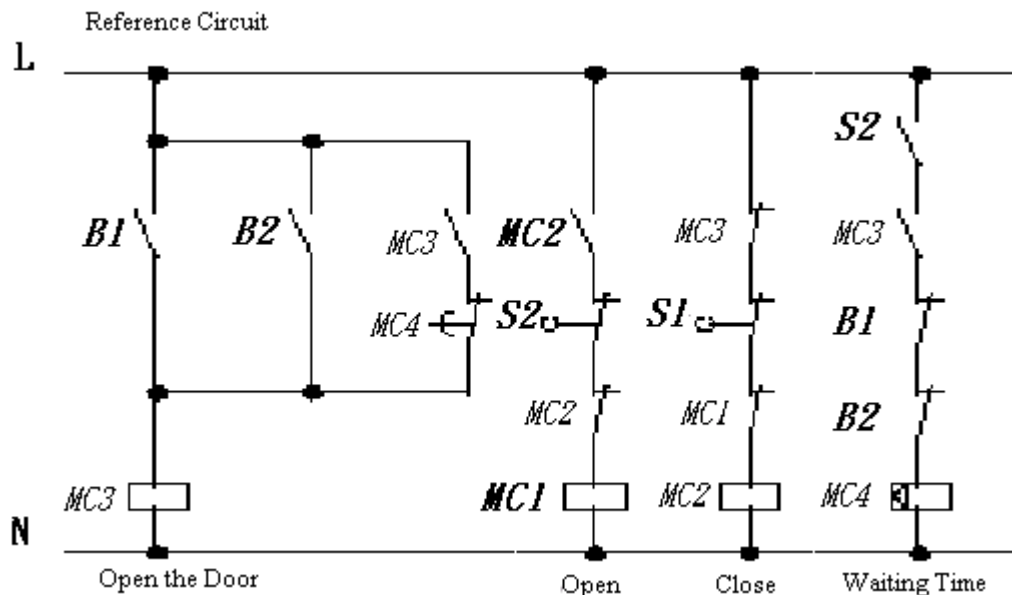 Reference Circuit
L
S2
B1 B2 MC3 MC2 MC3 MC3
MC4 S2 S1 B1
MC2 MC1 B2
MC3 MC1 MC2 MC4
N
Open the Door Open Close Waiting Time